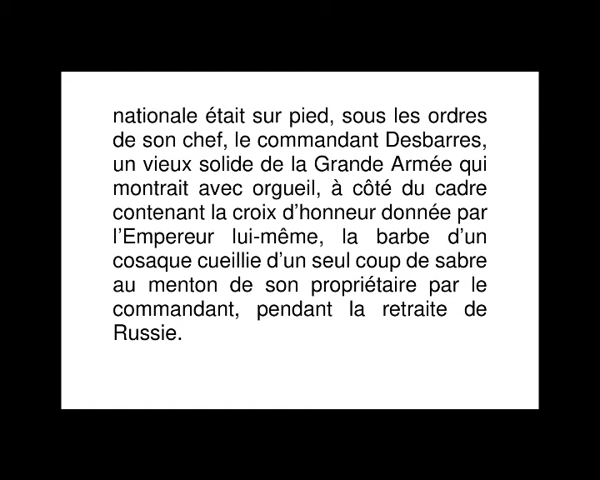 nationale était sur pied, sous les ordres
de son chef, le commandant Desbarres,
un vieux solide de la Grande Armée qui
montrait avec orgueil, à côté du cadre
contenant la croix d’honneur donnée par
l’Empereur lui-même, la barbe d’un
cosaque cueillie d’un seul coup de sabre
au menton de son propriétaire par le
commandant, pendant la retraite de
Russie.